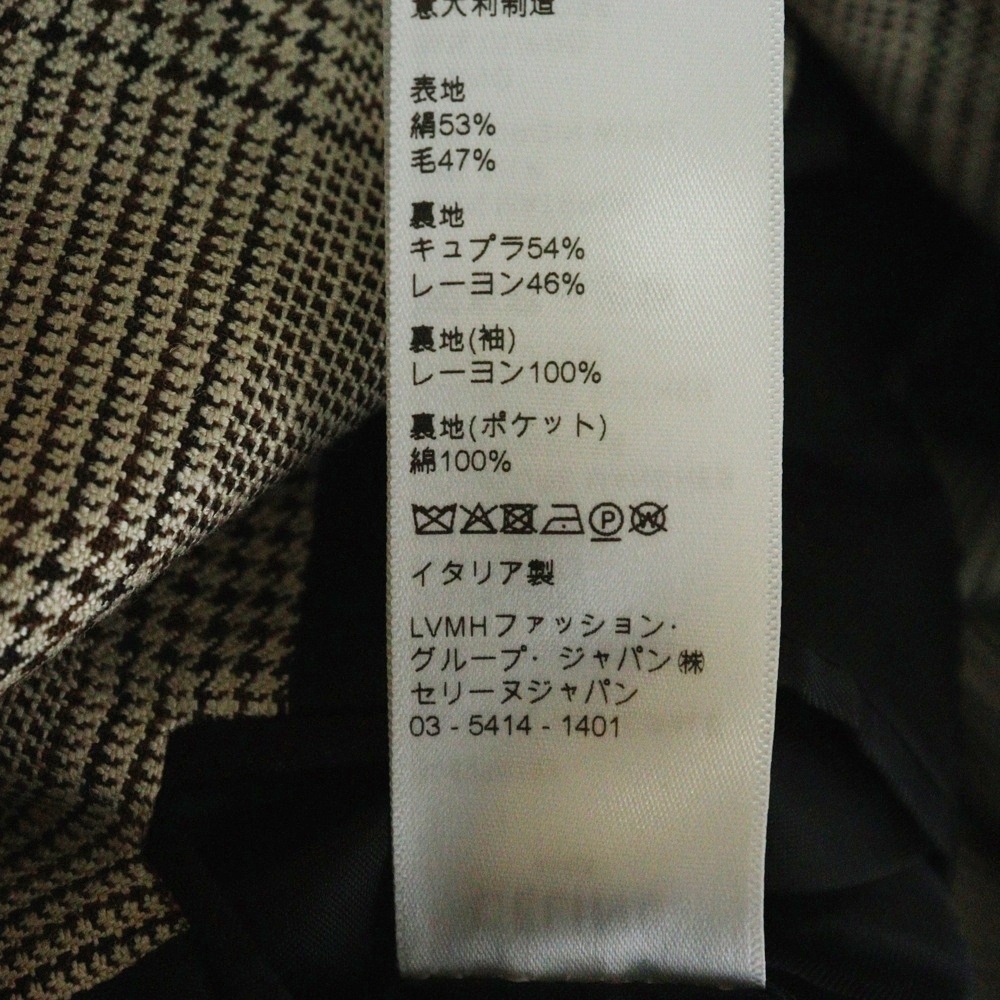 意大利制造
表地
絹53%
毛47%
裏地
キュプラ54%
レーヨン46%
裏地(袖)
レーヨン100%
裏地(ポケット)
綿100%
P W
イタリア製
LVMHファッション・
グループ・ジャパン㈱
セリーヌジャパン
03 - 5414 - 1401